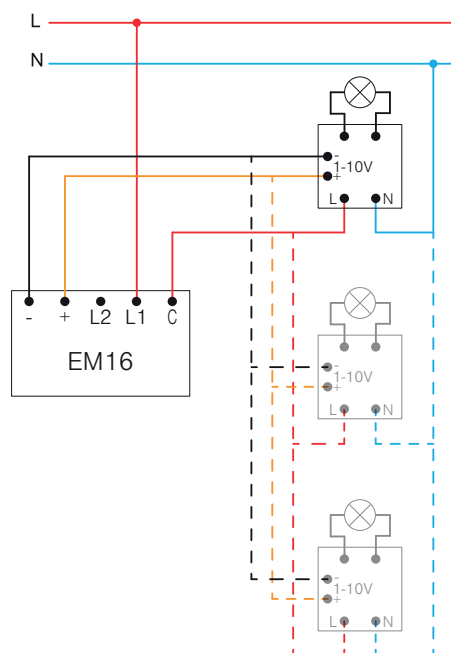 L
N
-
1-10V
+
L N
- + L2 L1 C
EM16
-
1-10V
+
L N
-
1-10V
+
L N